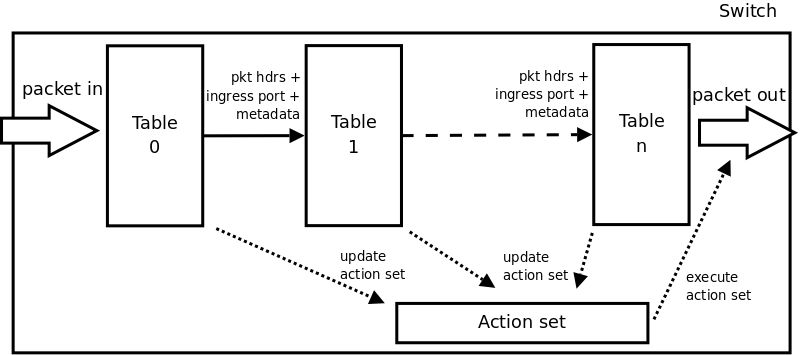 Switch
packet in
Table
0
pkt hdrs +
ingress port +
metadata
Table
1
pkt hdrs +
ingress port +
metadata
Table
n
packet out
update
action set
update
action set
execute
action set
Action set